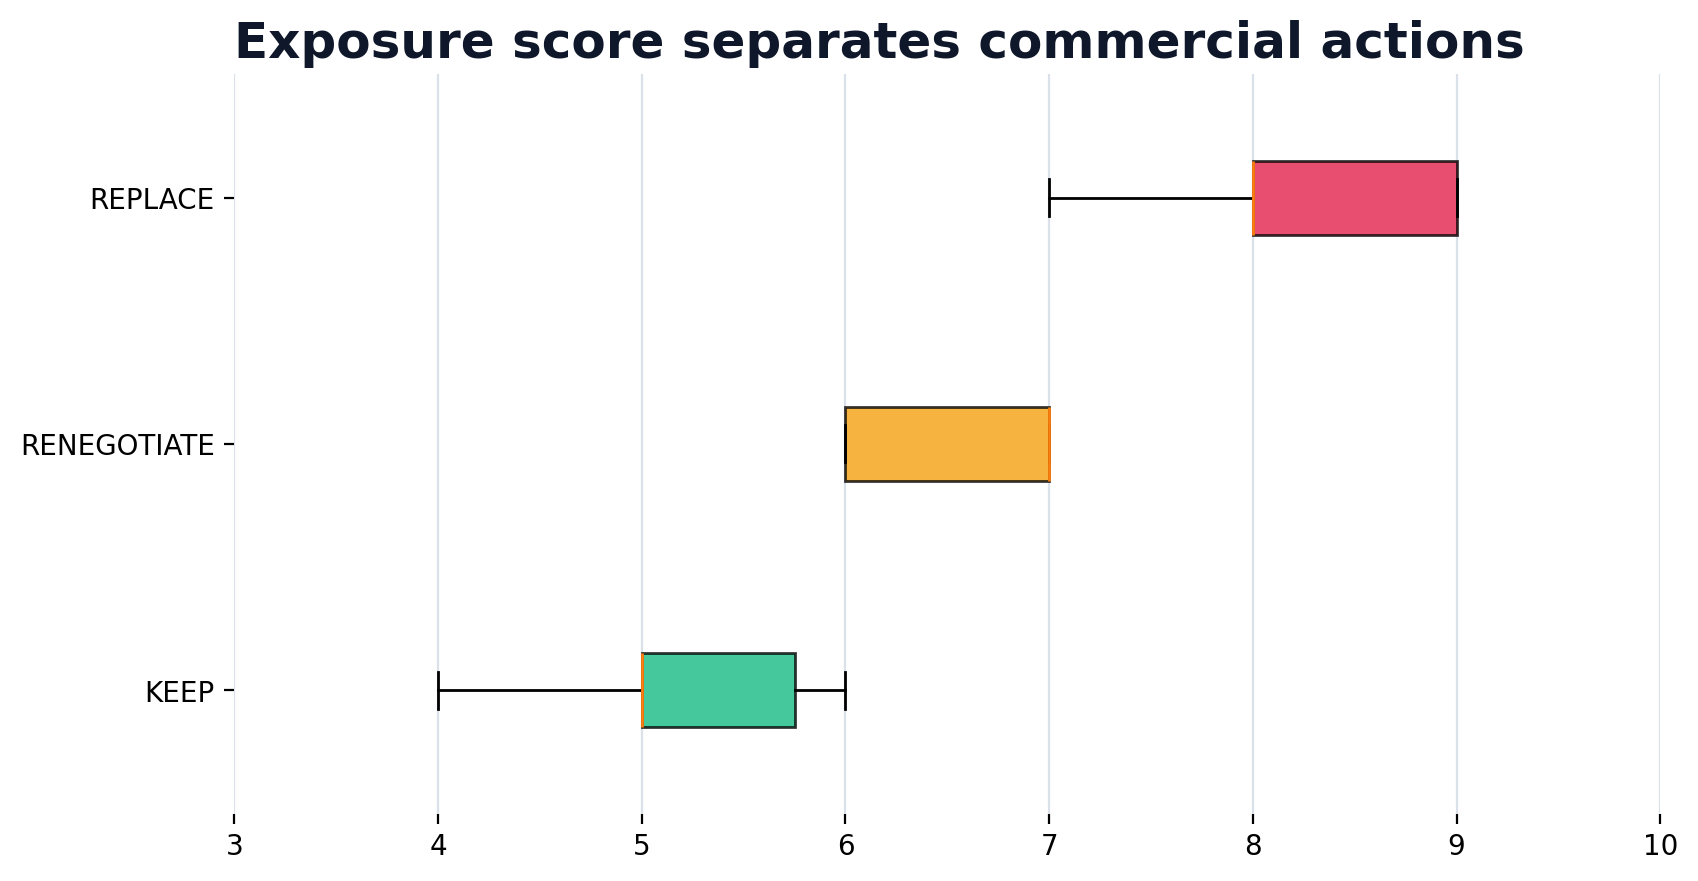 Exposure score separates commercial actions
REPLACE
RENEGOTIATE
KEEP
3 4 5 6 7 8 9 10